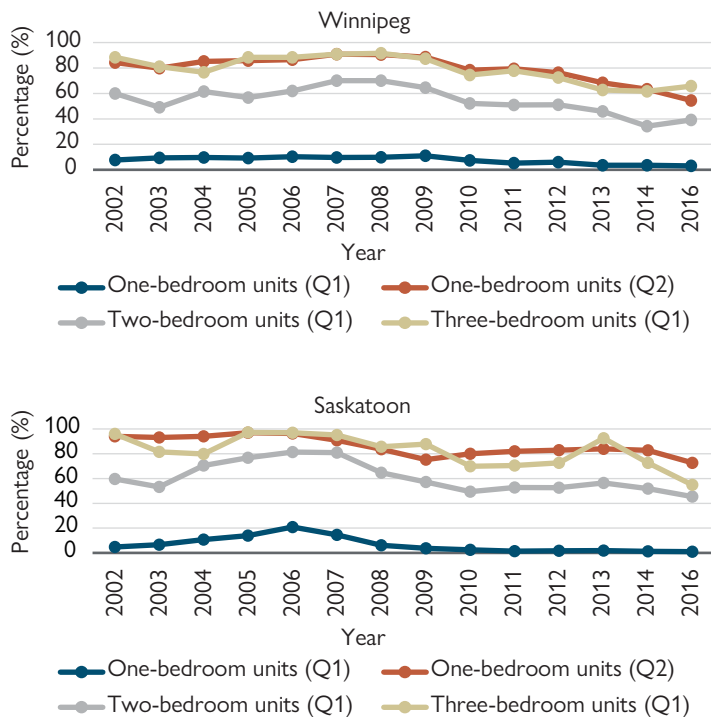 Winnipeg
Percentage (%)
100
80
60
40
20
0
2002 2003 2004 2005 2006 2007 2008 2009 2010 2011 2012 2013 2014 2016
Year
One-bedroom units (Q1) One-bedroom units (Q2)
Two-bedroom units (Q1) Three-bedroom units (Q1)
Saskatoon
Percentage (%)
100
80
60
40
20
0
2002 2003 2004 2005 2006 2007 2008 2009 2010 2011 2012 2013 2014 2016
Year
One-bedroom units (Q1) One-bedroom units (Q2)
Two-bedroom units (Q1) Three-bedroom units (Q1)